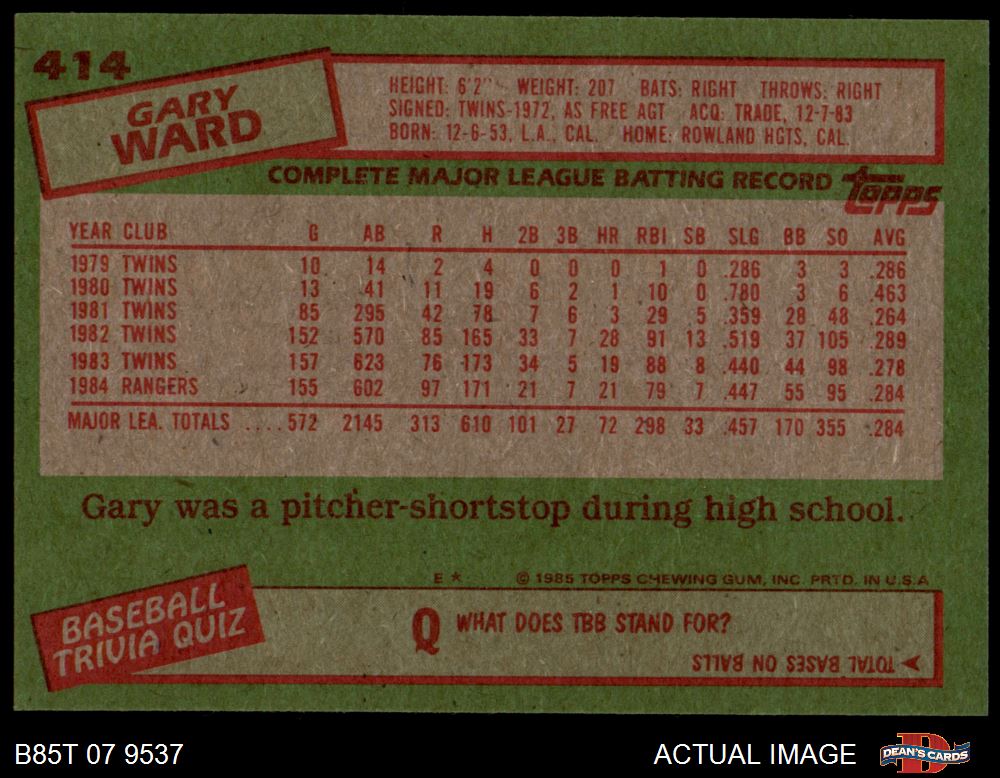 414
GARY
WARD
HEIGHT: 6'2" WEIGHT: 207 BATS: RIGHT THROWS: RIGHT
SIGNED: TWINS-1972, AS FREE AGT ACQ: TRADE, 12-7-83
BORN: 12-6-53, L.A., CAL. HOME: ROWLAND HGTS, CAL.
COMPLETE MAJOR LEAGUE BATTING RECORD topps
YEAR CLUB G AB R H 2B 3B HR RBI SB SLG BB SO AVG
1979 TWINS 10 14 2 4 0 0 0 1 0 .286 3 3 .286
1980 TWINS 13 41 11 19 6 2 1 10 0 .780 3 6 .463
1981 TWINS 85 295 42 78 7 6 3 29 5 .359 28 48 .264
1982 TWINS 152 570 85 165 33 7 28 91 13 .519 37 105 .289
1983 TWINS 157 623 76 173 34 5 19 88 8 .440 44 98 .278
1984 RANGERS 155 602 97 171 21 7 21 79 7 .447 55 95 .284
MAJOR LEA. TOTALS ....572 2145 313 610 101 27 72 298 33 .457 170 355 .284
Gary was a pitcher-shortstop during high school.
E * © 1985 TOPPS CHEWING GUM, INC. PRTD. IN U.S.A
BASEBALL
TRIVIA QUIZ
Q WHAT DOES TBB STAND FOR?
TOTAL BASES ON BALLS
B85T 07 9537 ACTUAL IMAGE DEAN'S CARDS